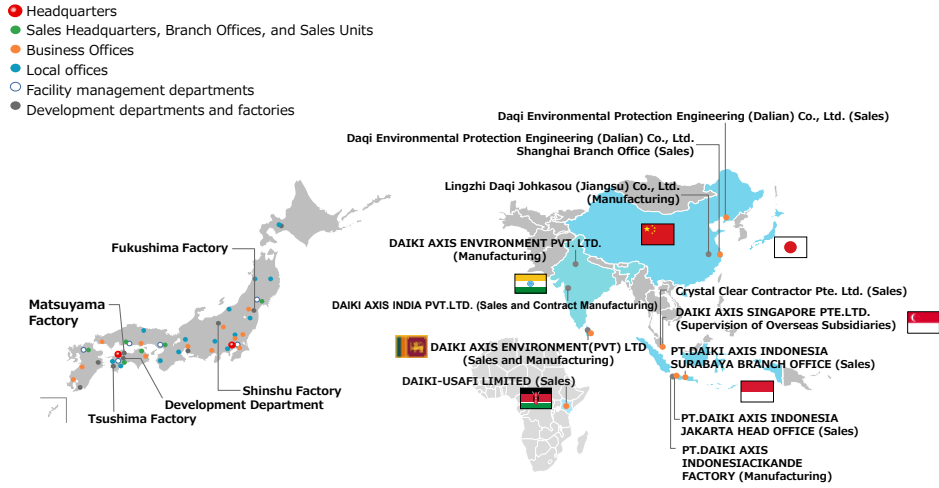 Headquarters
Sales Headquarters, Branch Offices, and Sales Units
Business Offices
Local offices
Facility management departments
Development departments and factories
Daqi Environmental Protection Engineering (Dalian) Co., Ltd. (Sales)
Daqi Environmental Protection Engineering (Dalian) Co., Ltd.
Shanghai Branch Office (Sales)
Lingzhi Daqi Johkasou (Jiangsu) Co., Ltd.
(Manufacturing)
Fukushima Factory
DAIKI AXIS ENVIRONMENT PVT. LTD.
(Manufacturing)
Matsuyama
Factory
DAIKI AXIS INDIA PVT.LTD. (Sales and Contract Manufacturing)
Crystal Clear Contractor Pte. Ltd. (Sales)
DAIKI AXIS SINGAPORE PTE.LTD.
(Supervision of Overseas Subsidiaries)
DAIKI AXIS ENVIRONMENT(PVT) LTD
(Sales and Manufacturing)
PT.DAIKI AXIS INDONESIA
SURABAYA BRANCH OFFICE (Sales)
DAIKI-USAFI LIMITED (Sales)
Shinshu Factory
Development Department
Tsushima Factory
PT.DAIKI AXIS INDONESIA
JAKARTA HEAD OFFICE (Sales)
PT.DAIKI AXIS
INDONESIACIKANDE
FACTORY (Manufacturing)